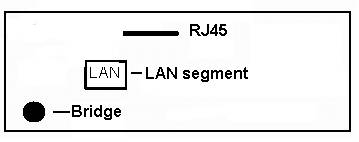 RJ45
LAN – LAN segment
– Bridge